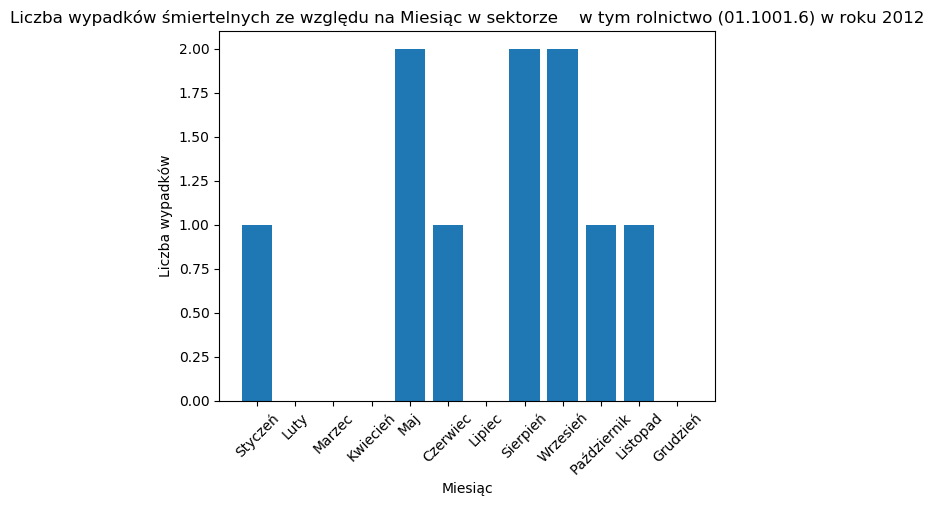 Liczba wypadków śmiertelnych ze względu na Miesiąc w sektorze    w tym rolnictwo (01.1001.6) w roku 2012
2.00
1.75
1.50
1.25
1.00
0.75
0.50
0.25
0.00
Liczba wypadków
Styczeń
Luty
Marzec
Kwiecień
Maj
Czerwiec
Lipiec
Sierpień
Wrzesień
Październik
Listopad
Grudzień
Miesiąc